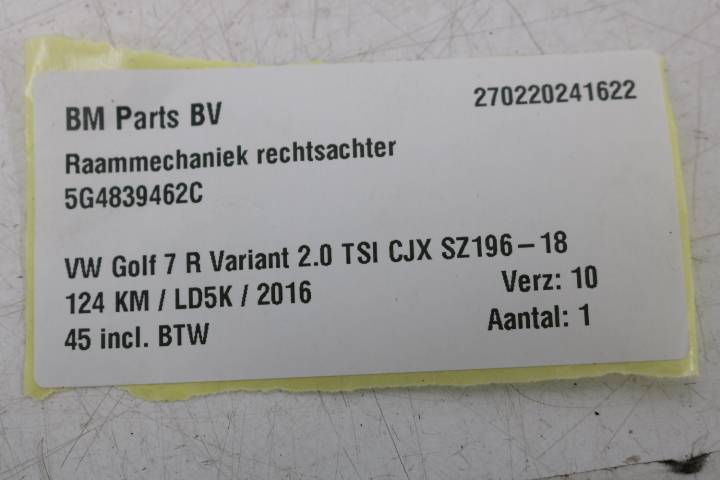 BM Parts BV 270220241622
Raammechaniek rechtsachter
5G4839462C
VW Golf 7 R Variant 2.0 TSI CJX SZ196-18
124 KM / LD5K / 2016 Verz: 10
45 incl. BTW Aantal: 1